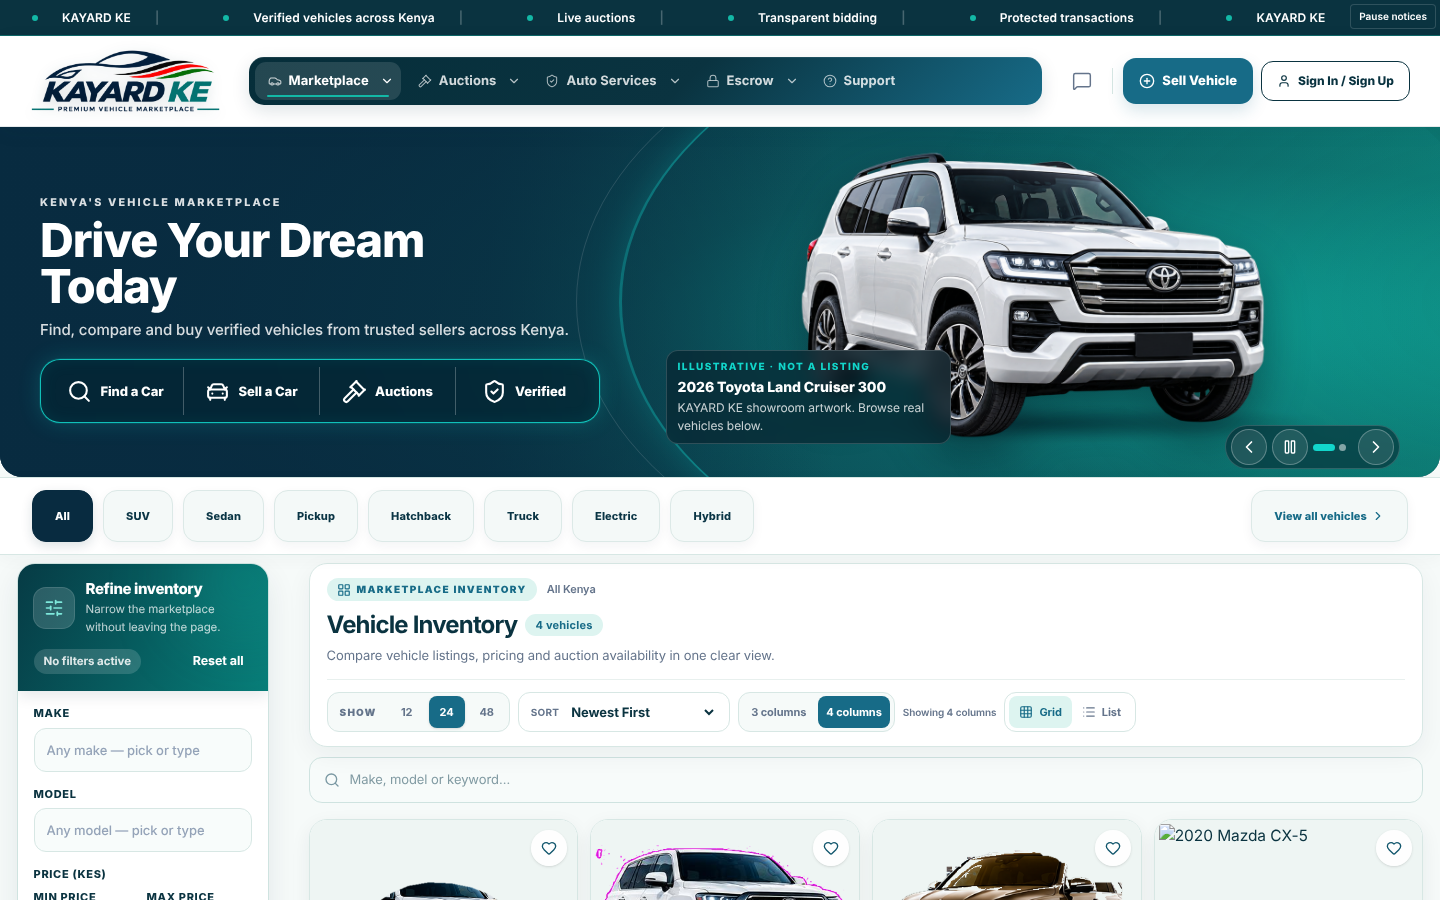 KAYARD KE
Verified vehicles across Kenya
Live auctions
Transparent bidding
Protected transactions
KAYARD KE
Pause notices
KAYARD KE
PREMIUM VEHICLE MARKETPLACE
Marketplace
Auctions
Auto Services
Escrow
Support
Sell Vehicle
Sign In / Sign Up
KENYA'S VEHICLE MARKETPLACE
Drive Your Dream
Today
Find, compare and buy verified vehicles from trusted sellers across Kenya.
Find a Car
Sell a Car
Auctions
Verified
ILLUSTRATIVE · NOT A LISTING
2026 Toyota Land Cruiser 300
KAYARD KE showroom artwork. Browse real
vehicles below.
All
SUV
Sedan
Pickup
Hatchback
Truck
Electric
Hybrid
View all vehicles
Refine inventory
Narrow the marketplace
without leaving the page.
No filters active
Reset all
MAKE
Any make — pick or type
MODEL
Any model — pick or type
PRICE (KES)
MIN PRICE
MAX PRICE
MARKETPLACE INVENTORY
All Kenya
Vehicle Inventory
4 vehicles
Compare vehicle listings, pricing and auction availability in one clear view.
SHOW
12
24
48
SORT
Newest First
3 columns
4 columns
Showing 4 columns
Grid
List
Make, model or keyword...
2020 Mazda CX-5